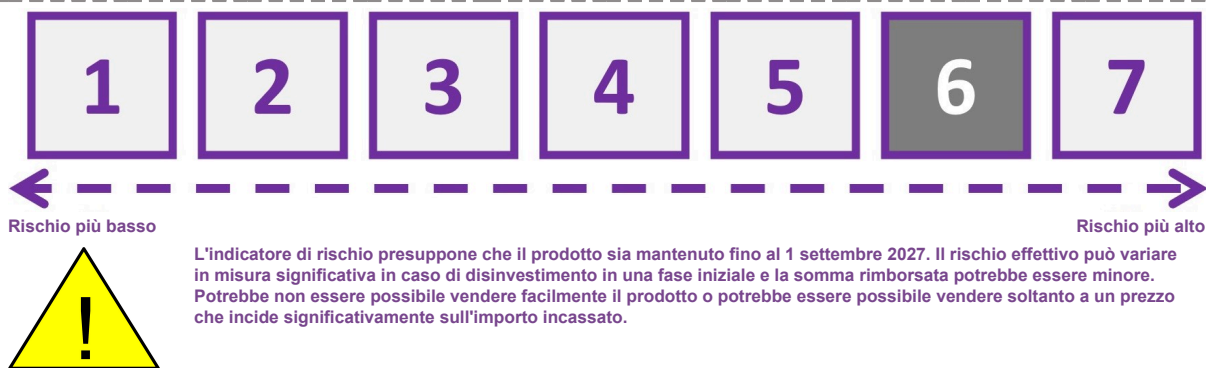 1 2 3 4 5 6 7
Rischio più basso Rischio più alto
L'indicatore di rischio presuppone che il prodotto sia mantenuto fino al 1 settembre 2027. Il rischio effettivo può variare
in misura significativa in caso di disinvestimento in una fase iniziale e la somma rimborsata potrebbe essere minore.
Potrebbe non essere possibile vendere facilmente il prodotto o potrebbe essere possibile vendere soltanto a un prezzo
che incide significativamente sull'importo incassato.
!